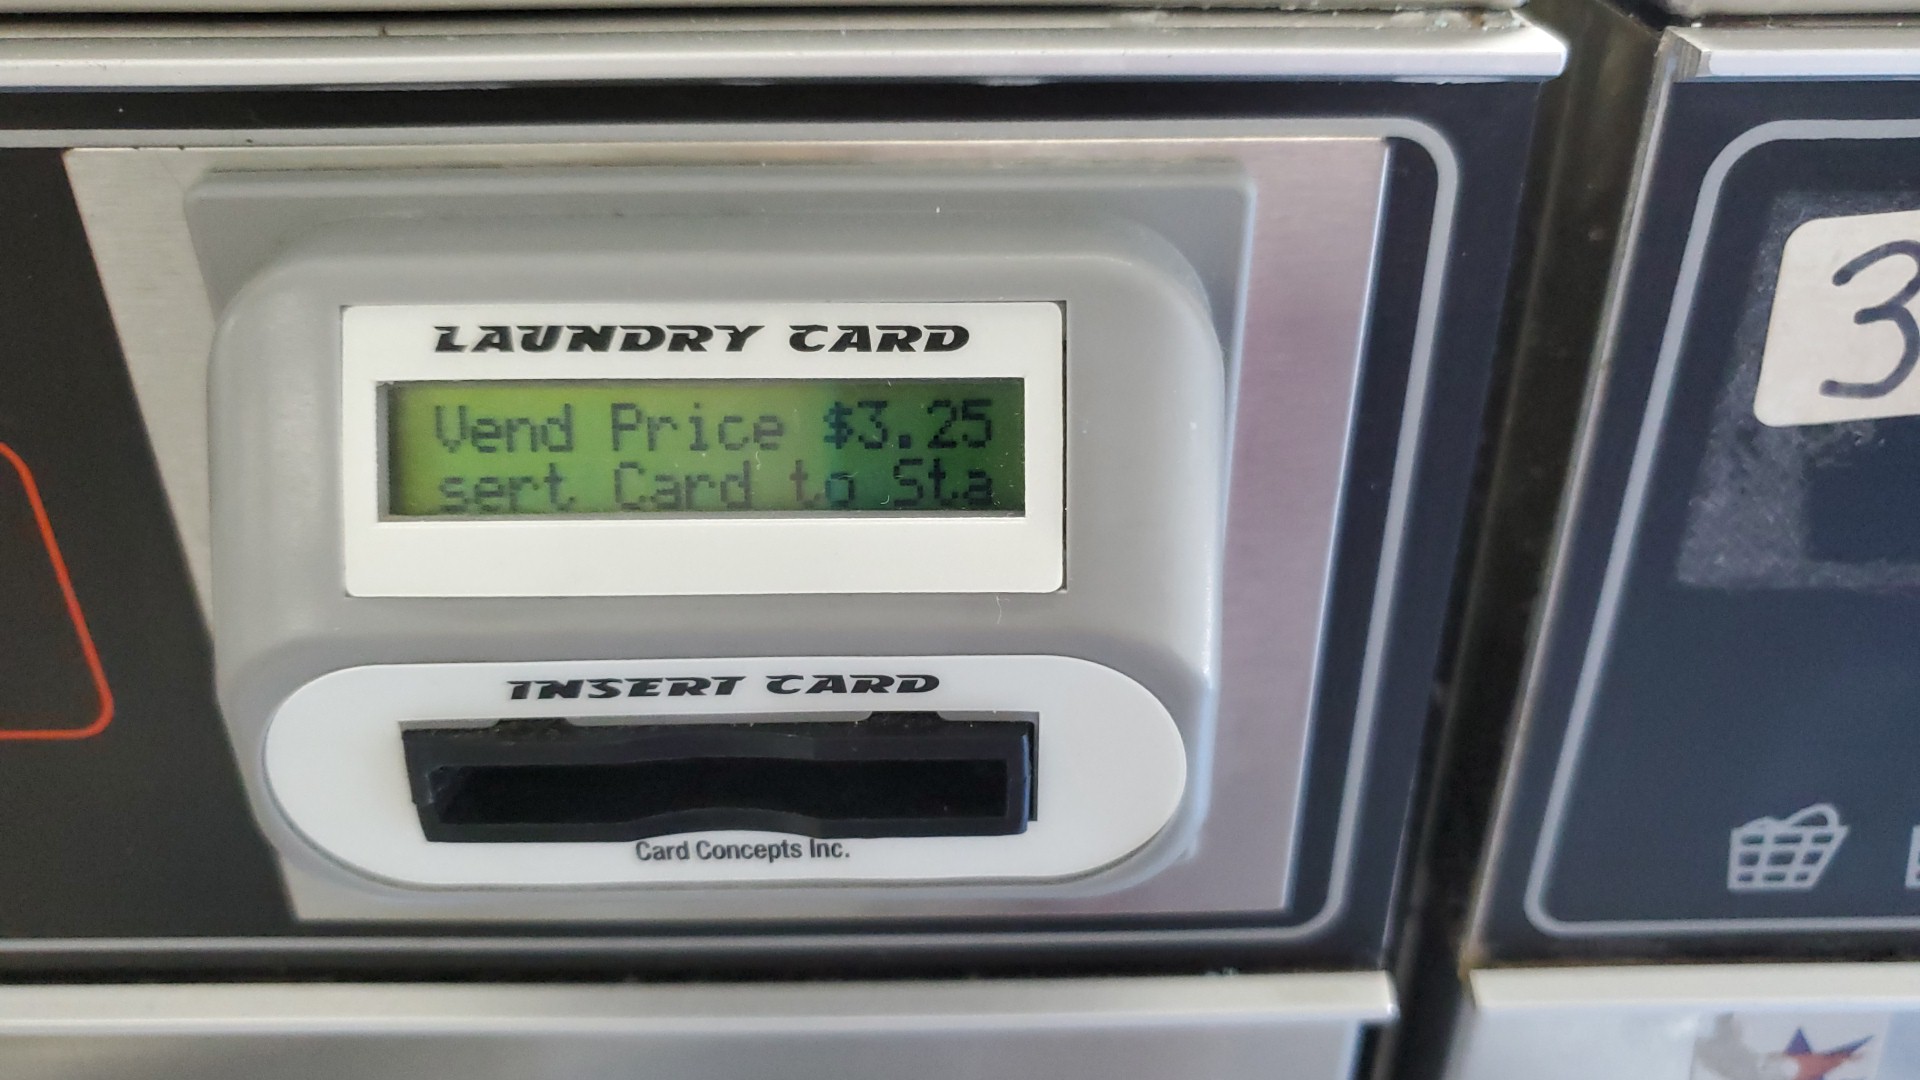 LAUNDRY CARD
Vend Price $3.25
sert Card to Sta
INSERT CARD
Card Concepts Inc.
3